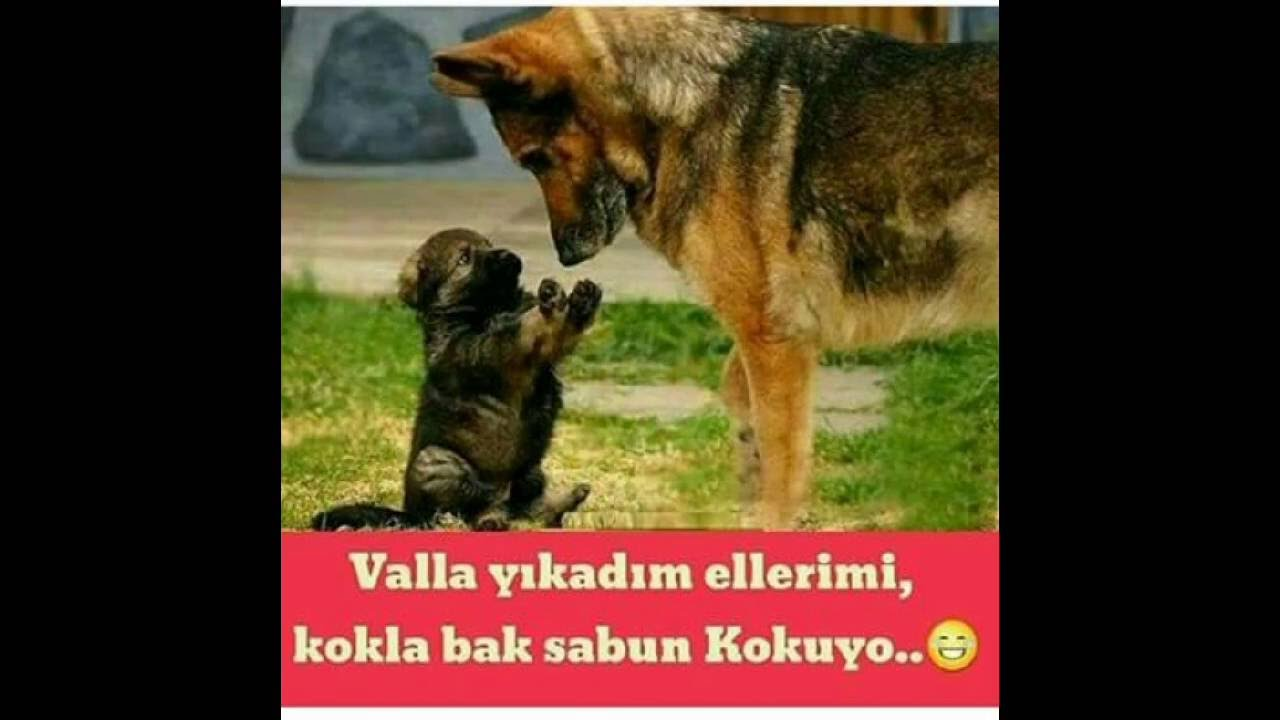 Valla yıkadım ellerimi,
kokla bak sabun Kokuyo..😁